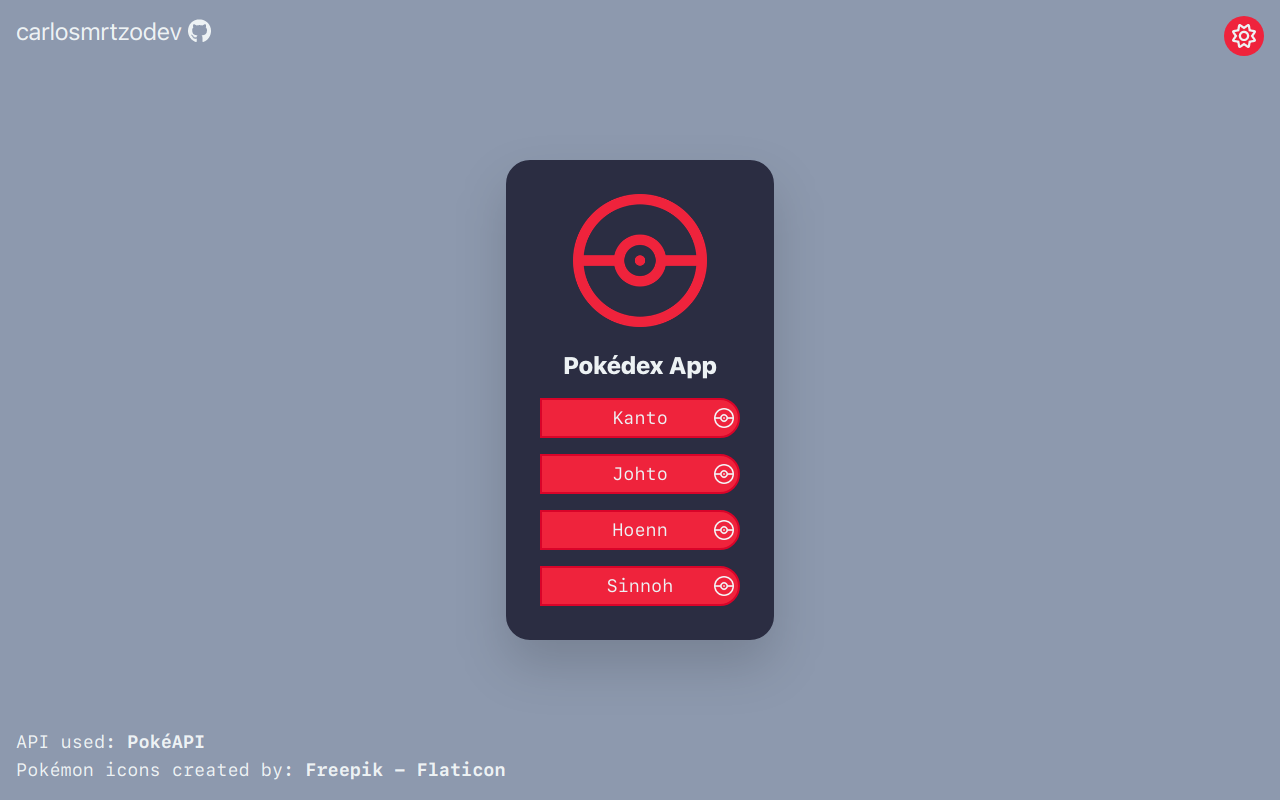 carlosmrtzodev
Pokédex App
Kanto
Johto
Hoenn
Sinnoh
API used: PokéAPI
Pokémon icons created by: Freepik - Flaticon